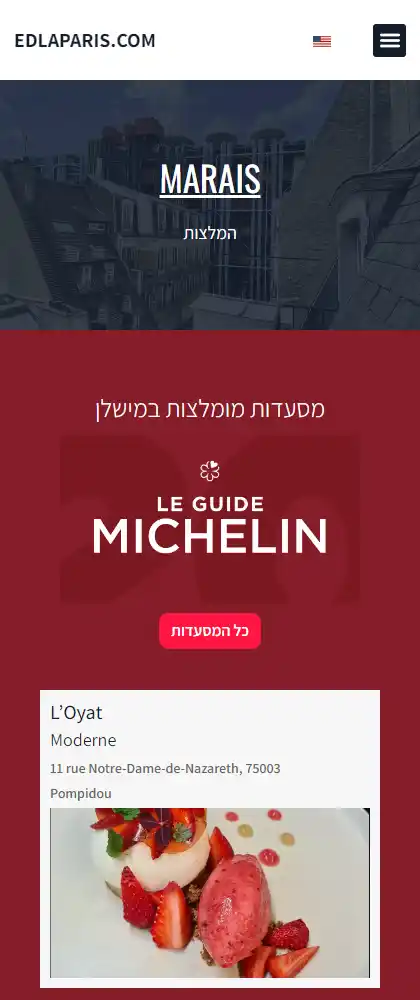 EDLAPARIS.COM
MARAIS
המלצות
מסעדות מומלצות במישלן
LE GUIDE
MICHELIN
כל המסעדות
L’Oyat
Moderne
11 rue Notre-Dame-de-Nazareth, 75003
Pompidou